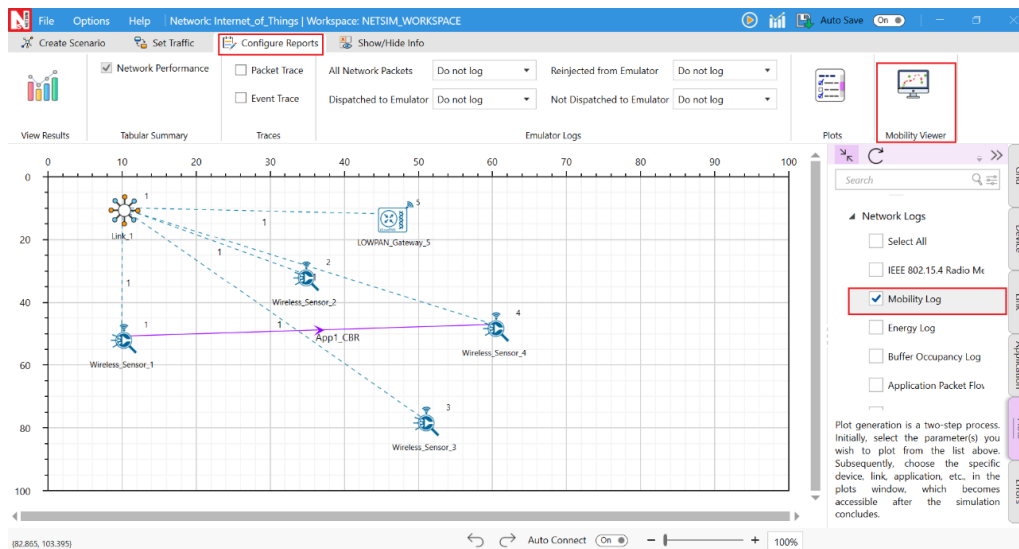 N File Options Help Network: Internet_of_Things | Workspace: NETSIM_WORKSPACE Auto Save On
Create Scenario Set Traffic Configure Reports Show/Hide Info
Network Performance Packet Trace All Network Packets Do not log Reinjected from Emulator Do not log
Event Trace Dispatched to Emulator Do not log Not Dispatched to Emulator Do not log
View Results Tabular Summary Traces Emulator Logs Plots Mobility Viewer
0 10 20 30 40 50 60 70 80 90 100
0
20
40
60
80
100
1
Link_1
1
1
1
1
5
LOWPAN_Gateway_5
2
Wireless_Sensor_2
1
Wireless_Sensor_1
App1_CBR
4
Wireless_Sensor_4
3
Wireless_Sensor_3
Search
Network Logs
Select All
IEEE 802.15.4 Radio Me
Mobility Log
Energy Log
Buffer Occupancy Log
Application Packet Flov
Plot generation is a two-step process.
Initially, select the parameter(s) you
wish to plot from the list above.
Subsequently, choose the specific
device, link, application, etc., in the
plots window, which becomes
accessible after the simulation
concludes.
Device
Link
Application
Errors
(82.865, 103.395)
Auto Connect On 100%